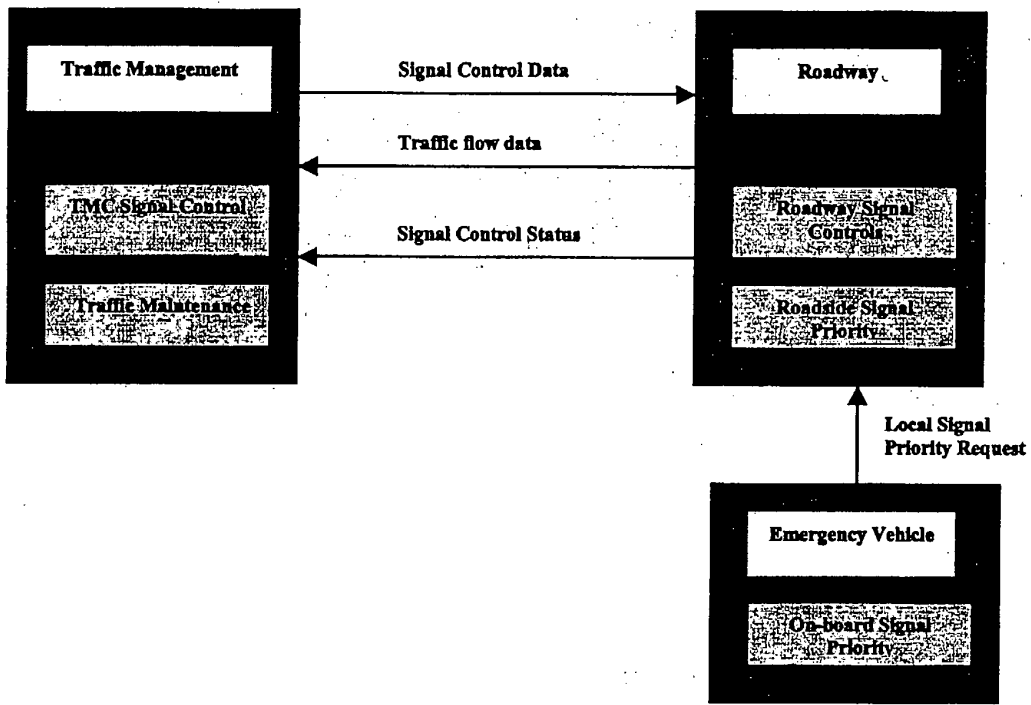 Traffic Management
Signal Control Data
Roadway
Traffic flow data
TMC Signal Control
Roadway Signal
Controls
Signal Control Status
Traffic Maintenance
Roadside Signal
Priority
Local Signal
Priority Request
Emergency Vehicle
On-board Signal
Priority